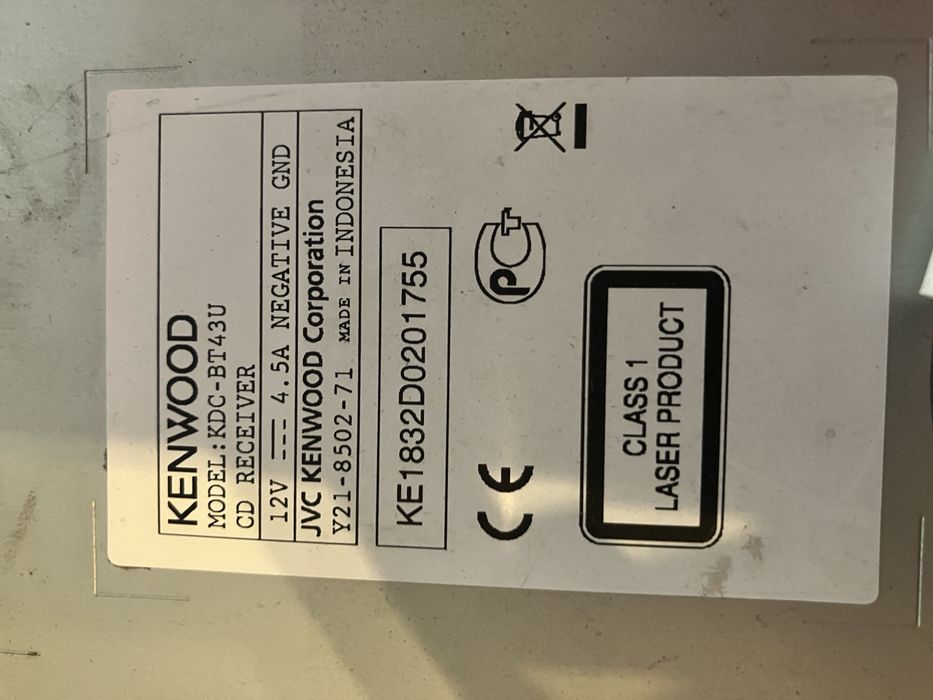 KENWOOD
MODEL:KDC-BT43U
CD RECEIVER
12V ⎓ 4.5A NEGATIVE GND
JVC KENWOOD Corporation
Y21-8502-71 MADE IN INDONESIA
KE1832D0201755
CE
PCT
CLASS 1
LASER PRODUCT